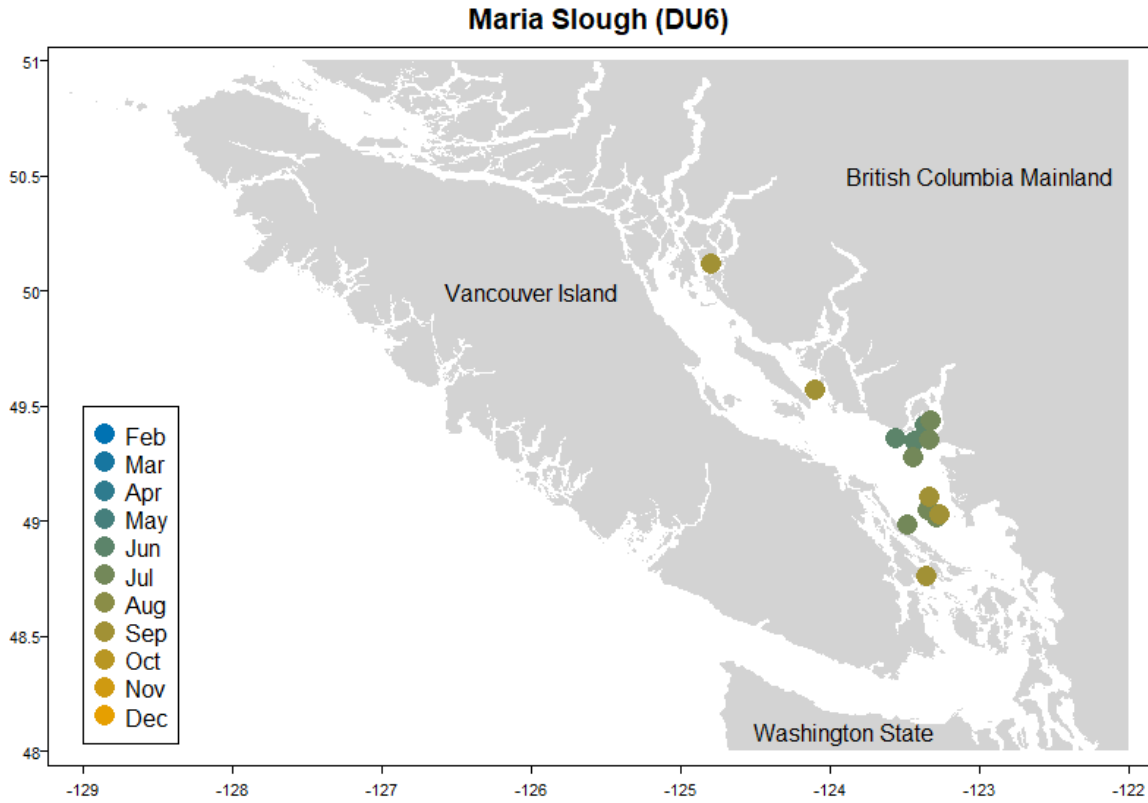 Maria Slough (DU6)
51
50.5
50
49.5
49
48.5
48
British Columbia Mainland
Vancouver Island
Washington State
Feb
Mar
Apr
May
Jun
Jul
Aug
Sep
Oct
Nov
Dec
-129
-128
-127
-126
-125
-124
-123
-122